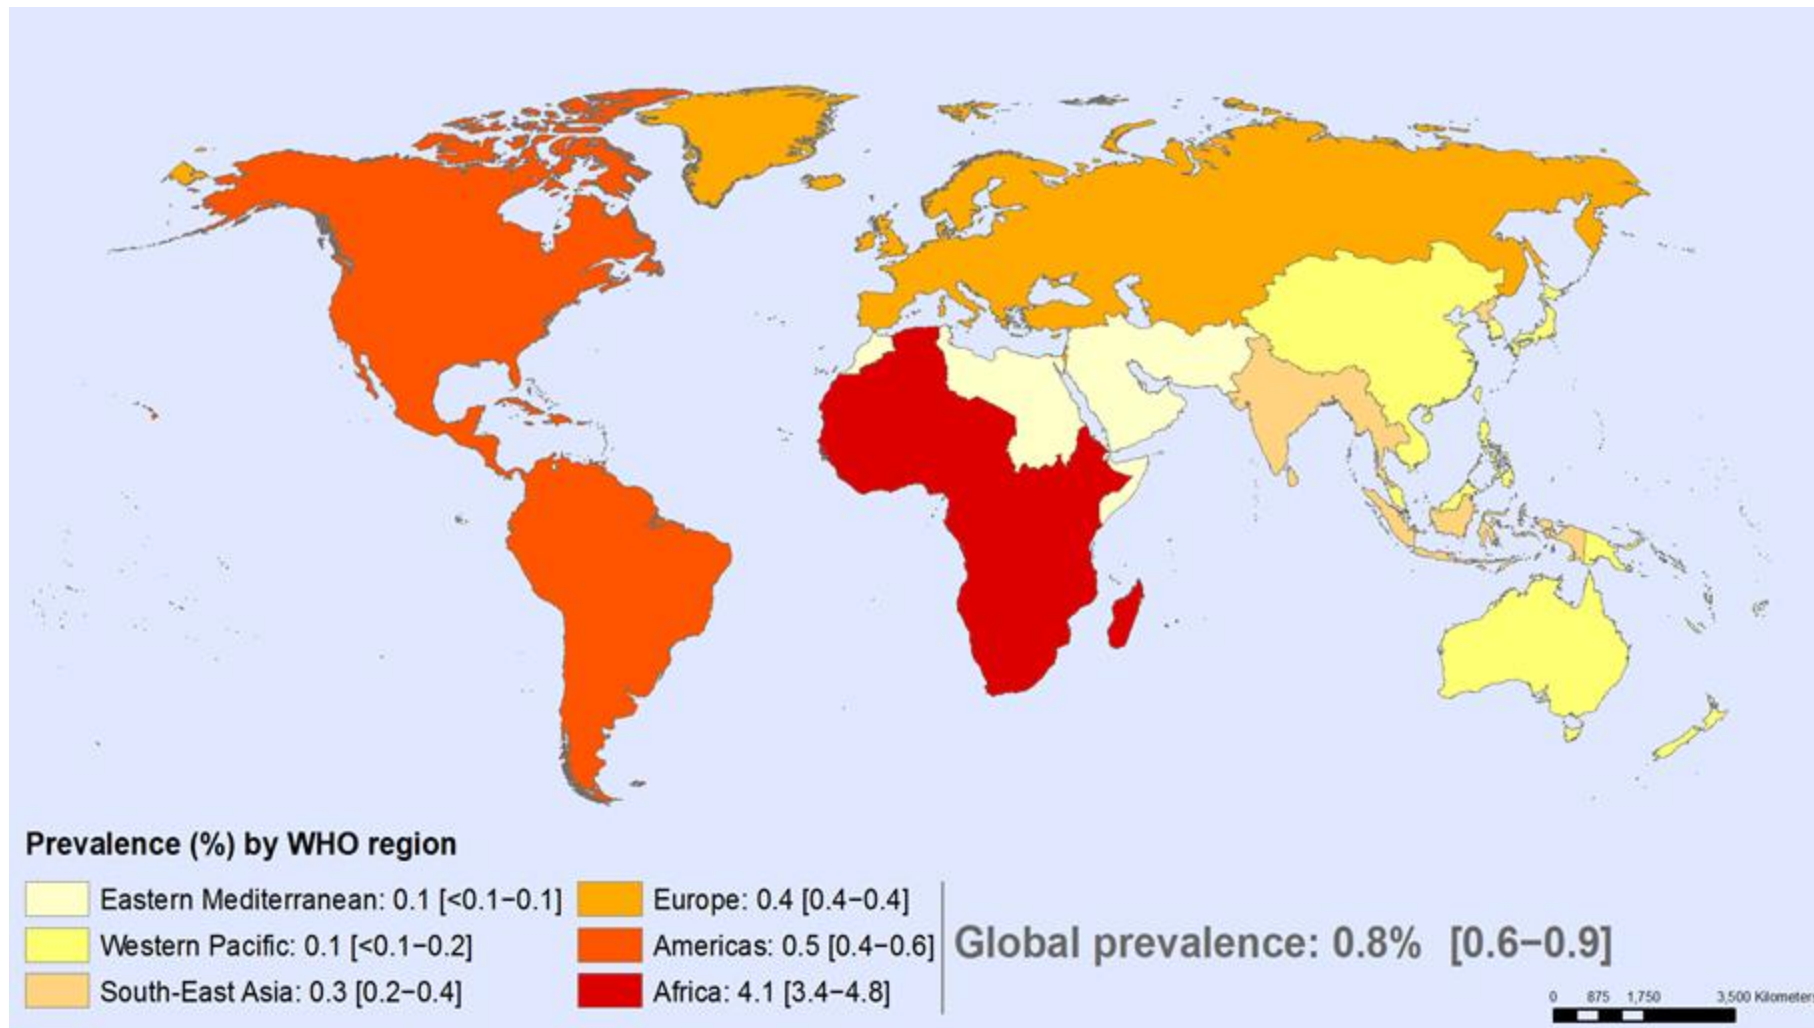 Prevalence (%) by WHO region
Eastern Mediterranean: 0.1 [<0.1−0.1]
Western Pacific: 0.1 [<0.1−0.2]
South-East Asia: 0.3 [0.2−0.4]
Europe: 0.4 [0.4−0.4]
Americas: 0.5 [0.4−0.6]
Africa: 4.1 [3.4−4.8]
Global prevalence: 0.8% [0.6−0.9]
0 875 1,750 3,500 Kilometers